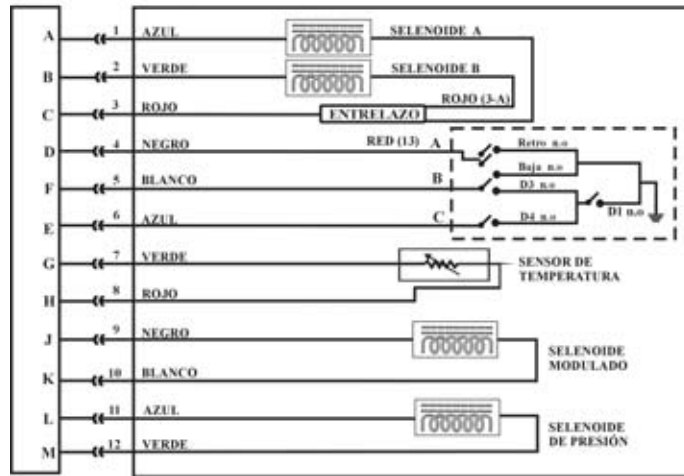 A 1 AZUL SELENOIDE A
B 2 VERDE SELENOIDE B
ROJO (3-A)
C 3 ROJO ENTRELAZO
D 4 NEGRO RED (13) A Retro n.o
Baja n.o
F 5 BLANCO B D3 n.o
E 6 AZUL C D4 n.o D1 n.o
G 7 VERDE SENSOR DE
TEMPERATURA
H 8 ROJO
J 9 NEGRO SELENOIDE
MODULADO
K 10 BLANCO
L 11 AZUL SELENOIDE
DE PRESIÓN
M 12 VERDE